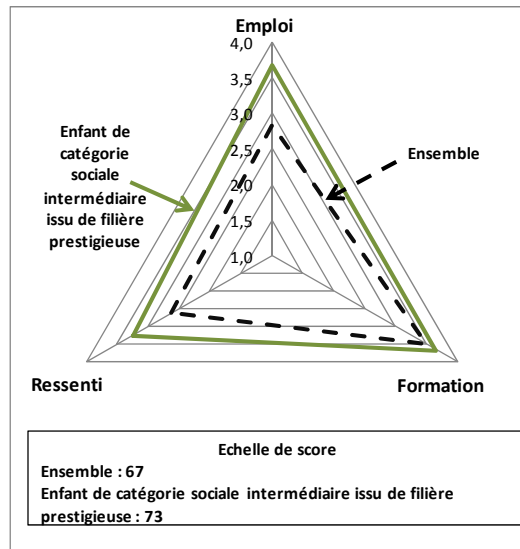 Emploi
4,0
3,5
3,0
2,5
2,0
1,5
1,0
Enfant de
catégorie
sociale
intermédiaire
issu de filière
prestigieuse
Ensemble
Ressenti
Formation
Echelle de score
Ensemble : 67
Enfant de catégorie sociale intermédiaire issu de filière
prestigieuse : 73